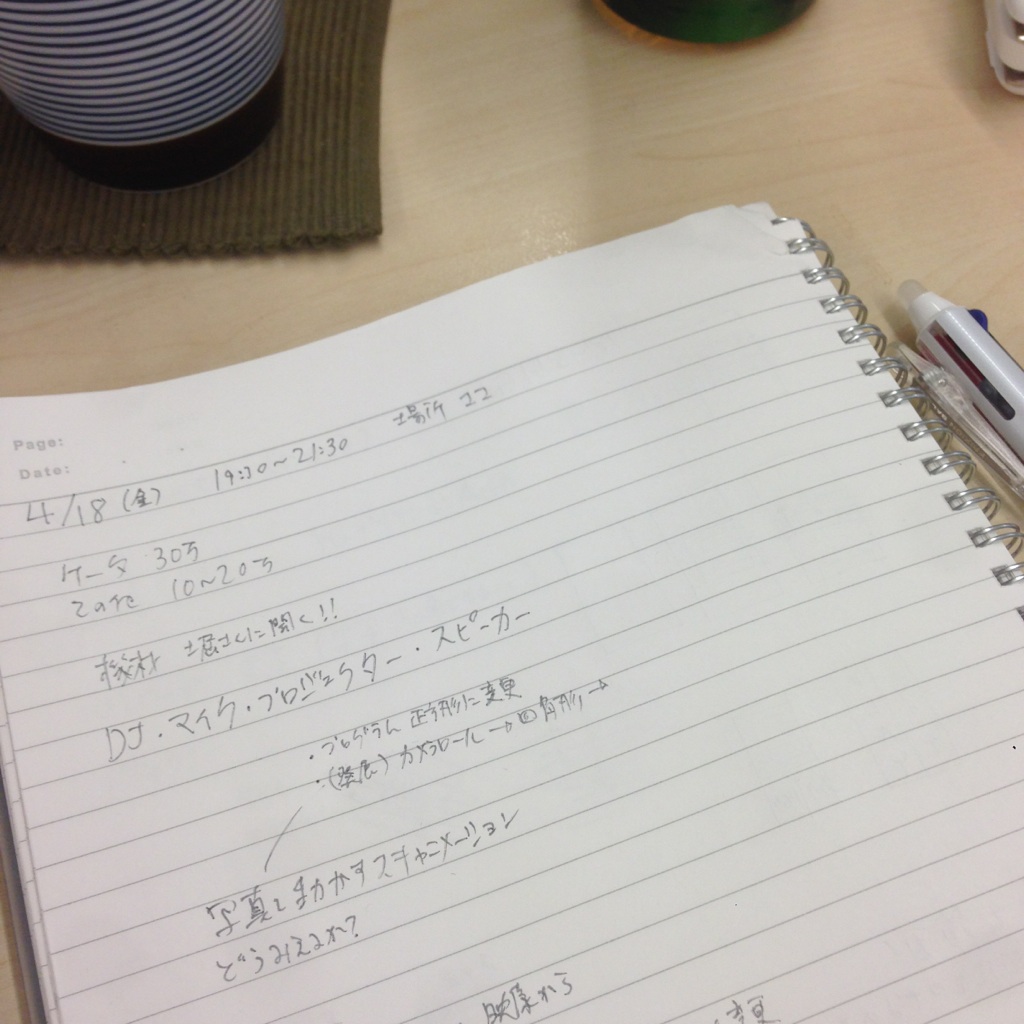 Page:
Date:
4/18 (金) 19:30~21:30 場所 ココ
ケータ 30万
その他 10~20万
機材 堀さんに聞く!!
DJ・マイク・プロジェクター・スピーカー
・プログラム 正方形に変更
・(発展) カメラロール→四角形→
写真を動かすスキャニメーション
どうみえるか?
映像から
変更